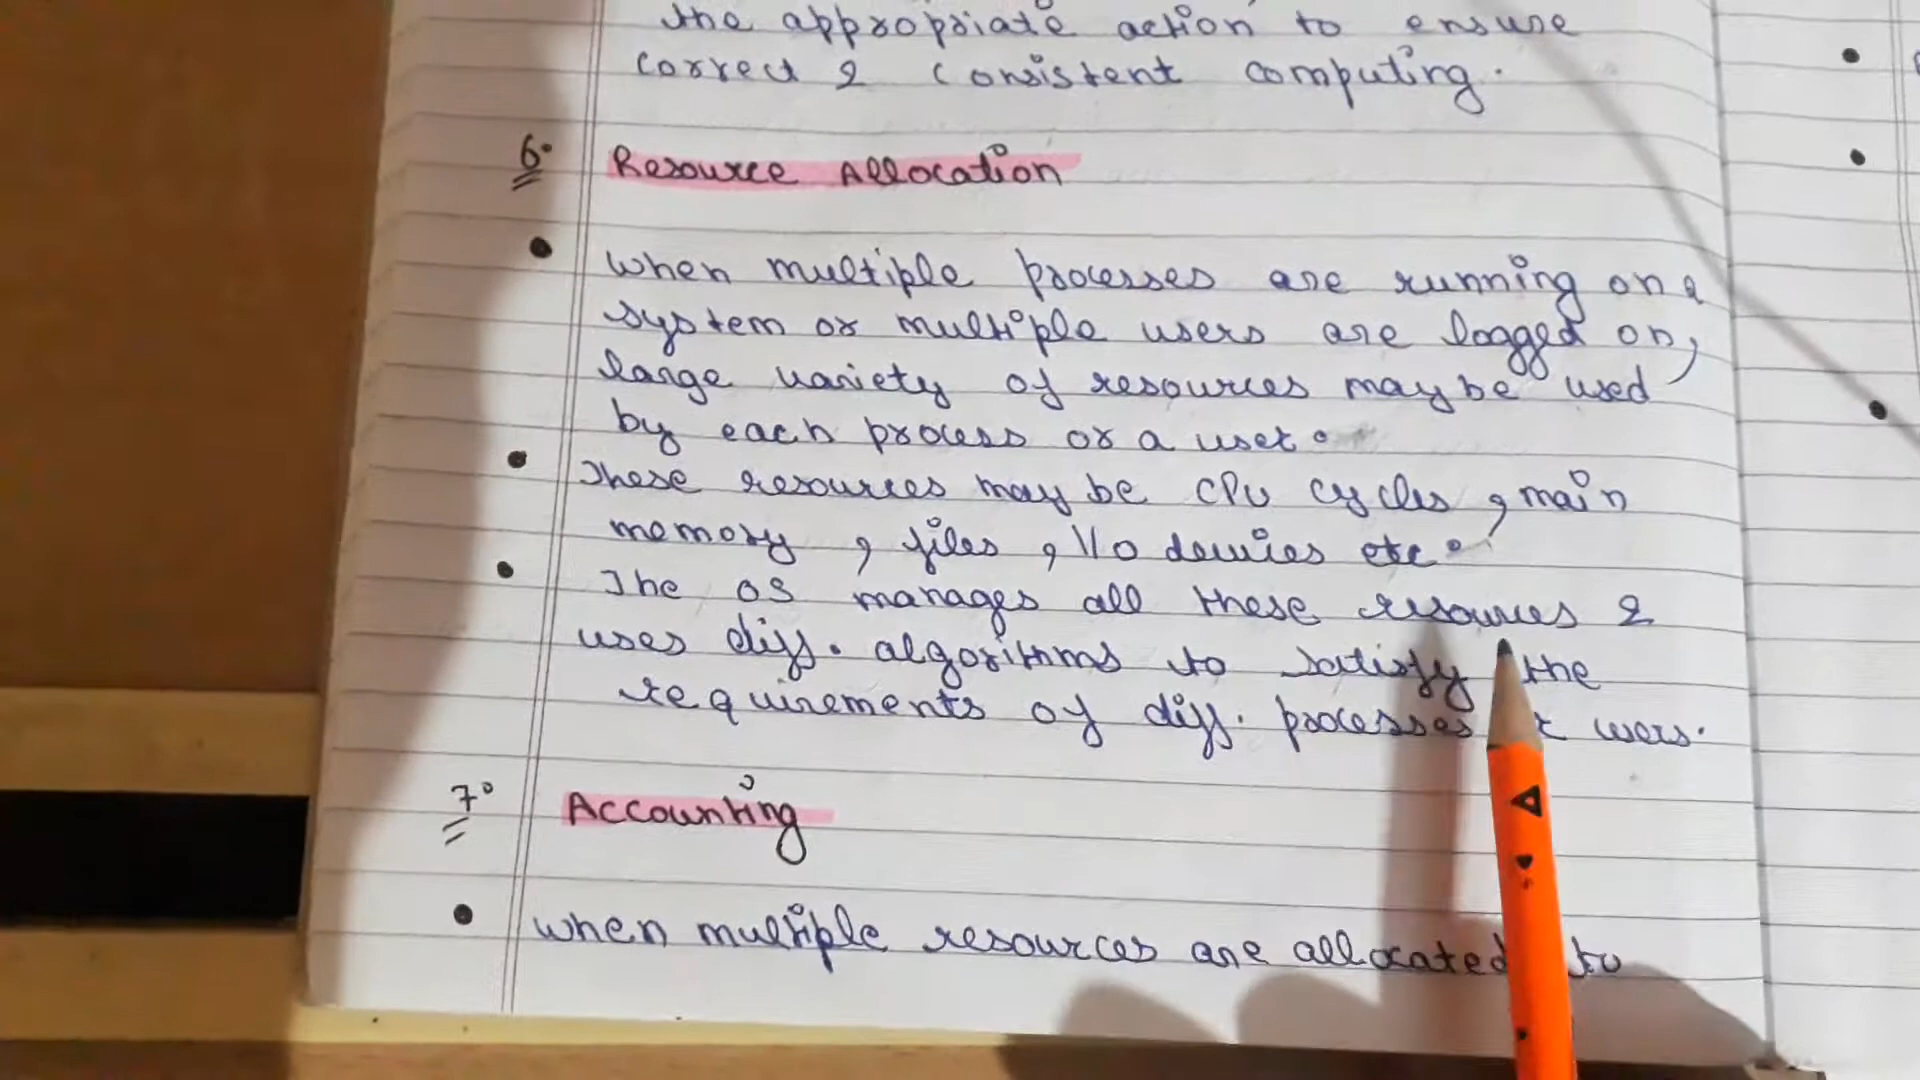 the appropriate action to ensure
correct & consistent computing.
6. Resource Allocation
• When multiple processes are running on a
system or multiple users are logged on,
large variety of resources may be used
by each process or a user.
• These resources may be CPU cycles, main
memory, files, I/O devices etc.
• The OS manages all these resources &
uses diff. algorithms to satisfy the
requirements of diff. processes users.
7. Accounting
• When multiple resources are allocated to